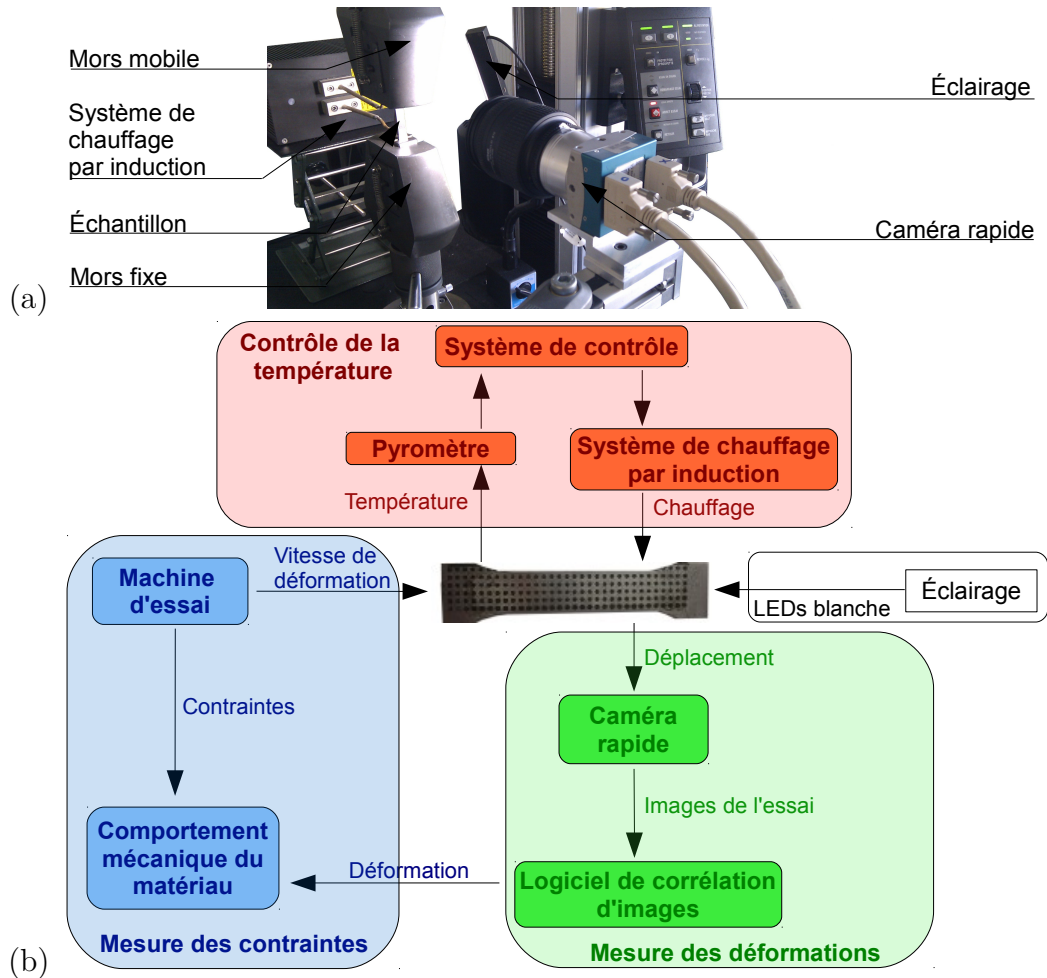 Mors mobile
Système de
chauffage
par induction
Échantillon
Mors fixe
Éclairage
Caméra rapide
(a)
Contrôle de la
température
Système de contrôle
Pyromètre
Système de chauffage
par induction
Température
Chauffage
Machine
d'essai
Vitesse de
déformation
LEDs blanche
Éclairage
Contraintes
Déplacement
Caméra
rapide
Images de l'essai
Comportement
mécanique du
matériau
Déformation
Logiciel de corrélation
d'images
Mesure des contraintes
Mesure des déformations
(b)